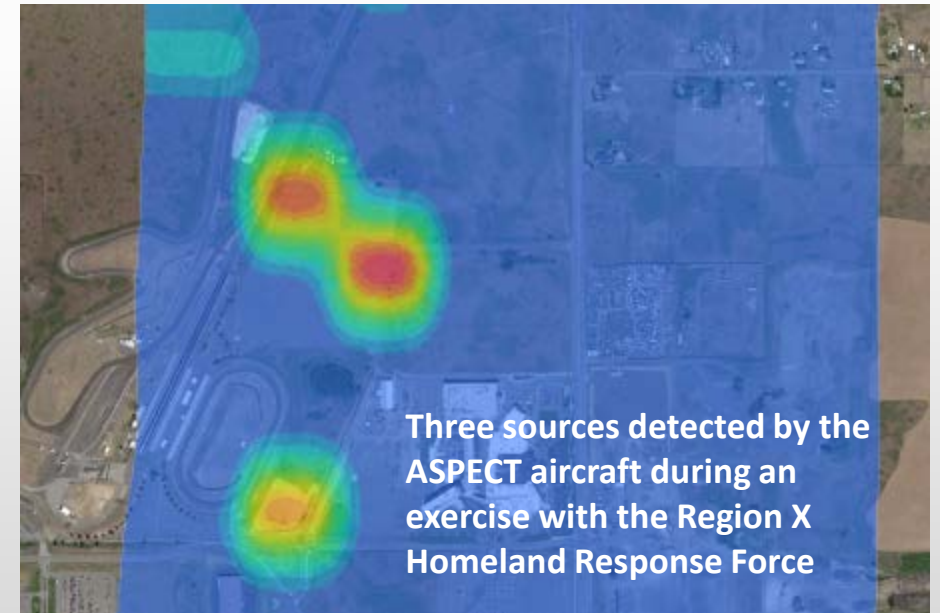 Three sources detected by the
ASPECT aircraft during an
exercise with the Region X
Homeland Response Force